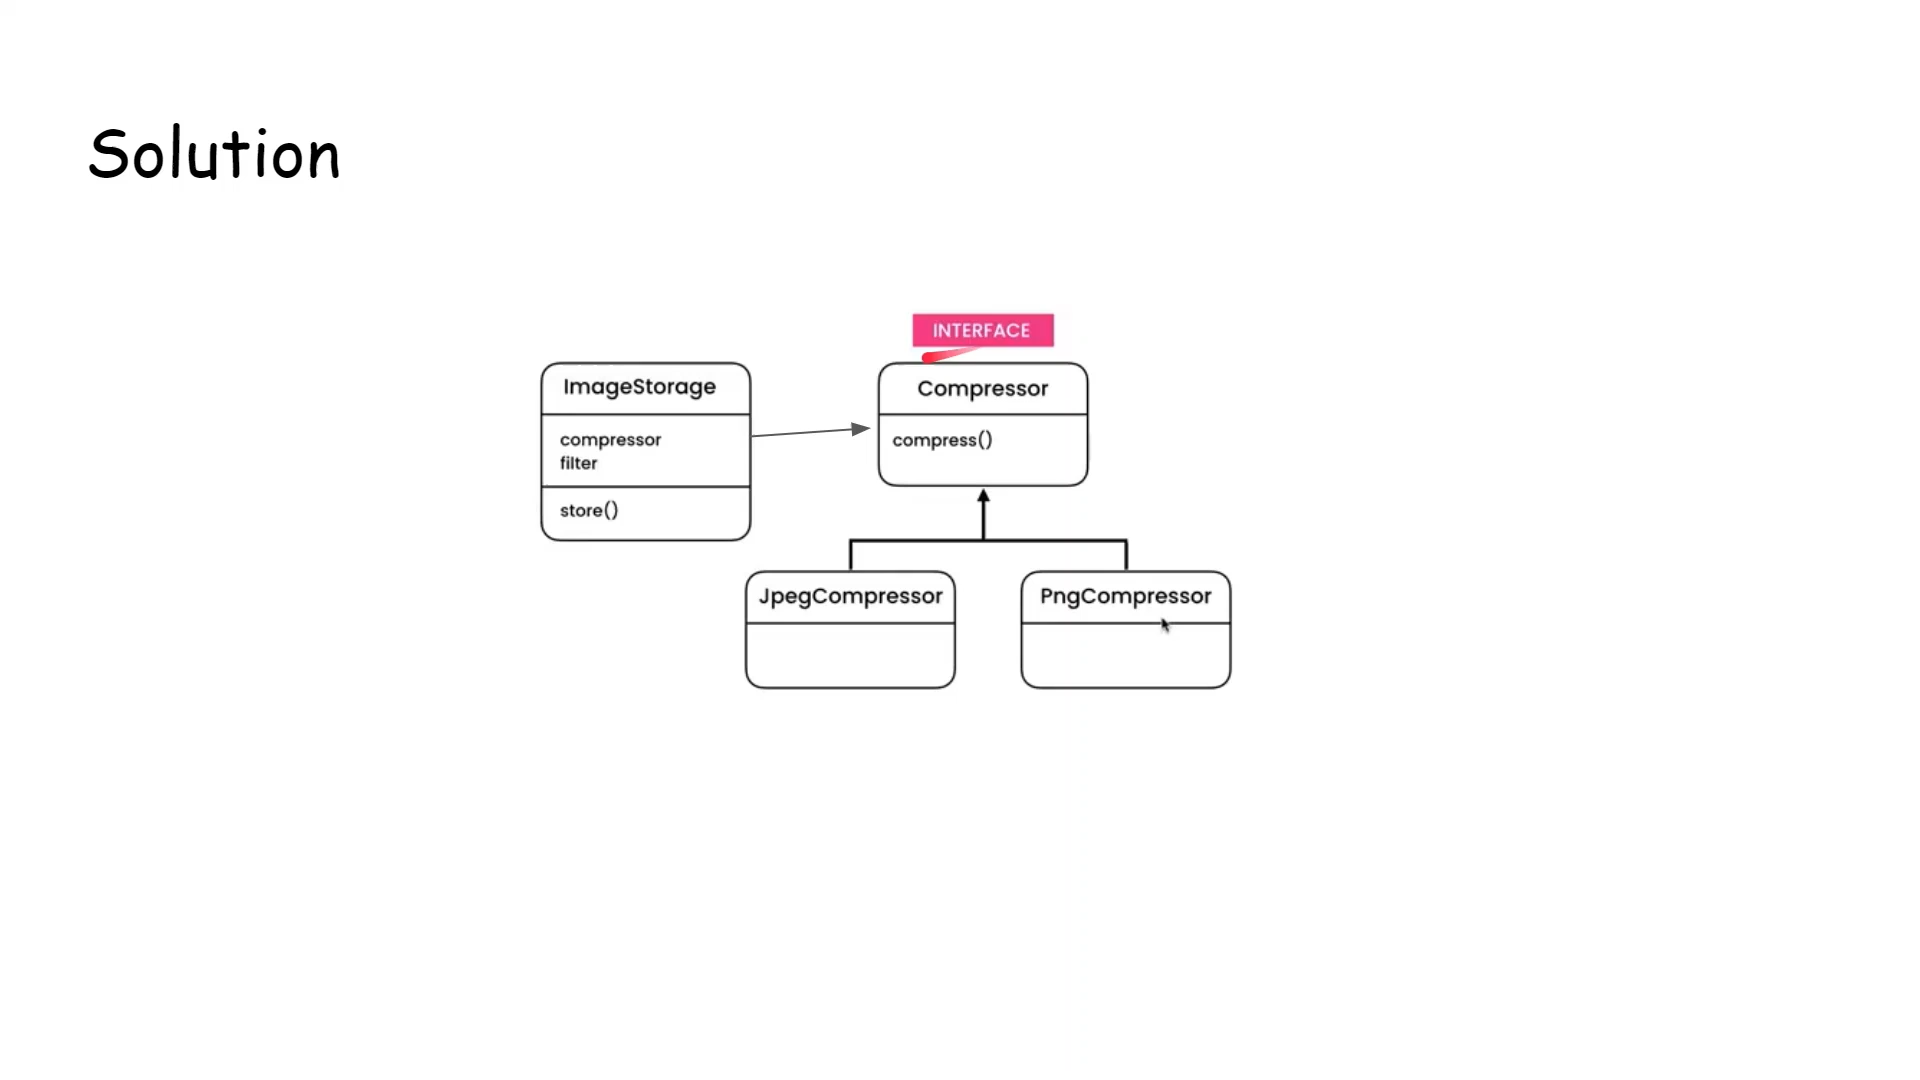 Solution
INTERFACE
ImageStorage
compressor
filter
store()
Compressor
compress()
JpegCompressor
PngCompressor